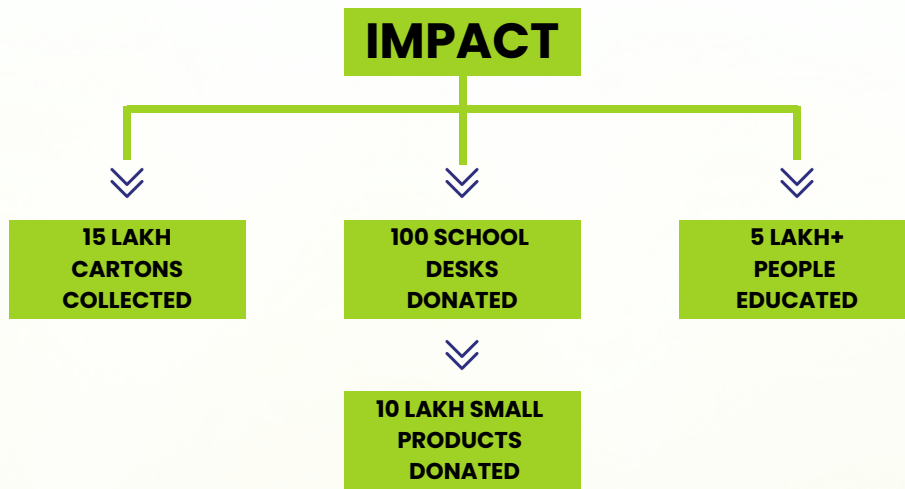 IMPACT
15 LAKH
CARTONS
COLLECTED
100 SCHOOL
DESKS
DONATED
5 LAKH+
PEOPLE
EDUCATED
10 LAKH SMALL
PRODUCTS
DONATED